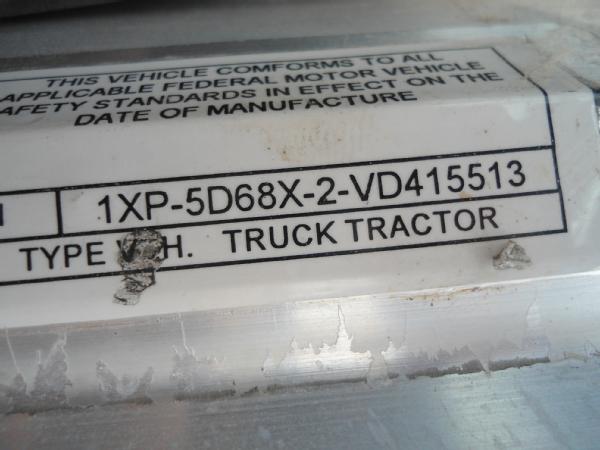 THIS VEHICLE COMFORMS TO ALL
APPLICABLE FEDERAL MOTOR VEHICLE
SAFETY STANDARDS IN EFFECT ON THE
DATE OF MANUFACTURE
1XP-5D68X-2-VD415513
TYPE H. TRUCK TRACTOR